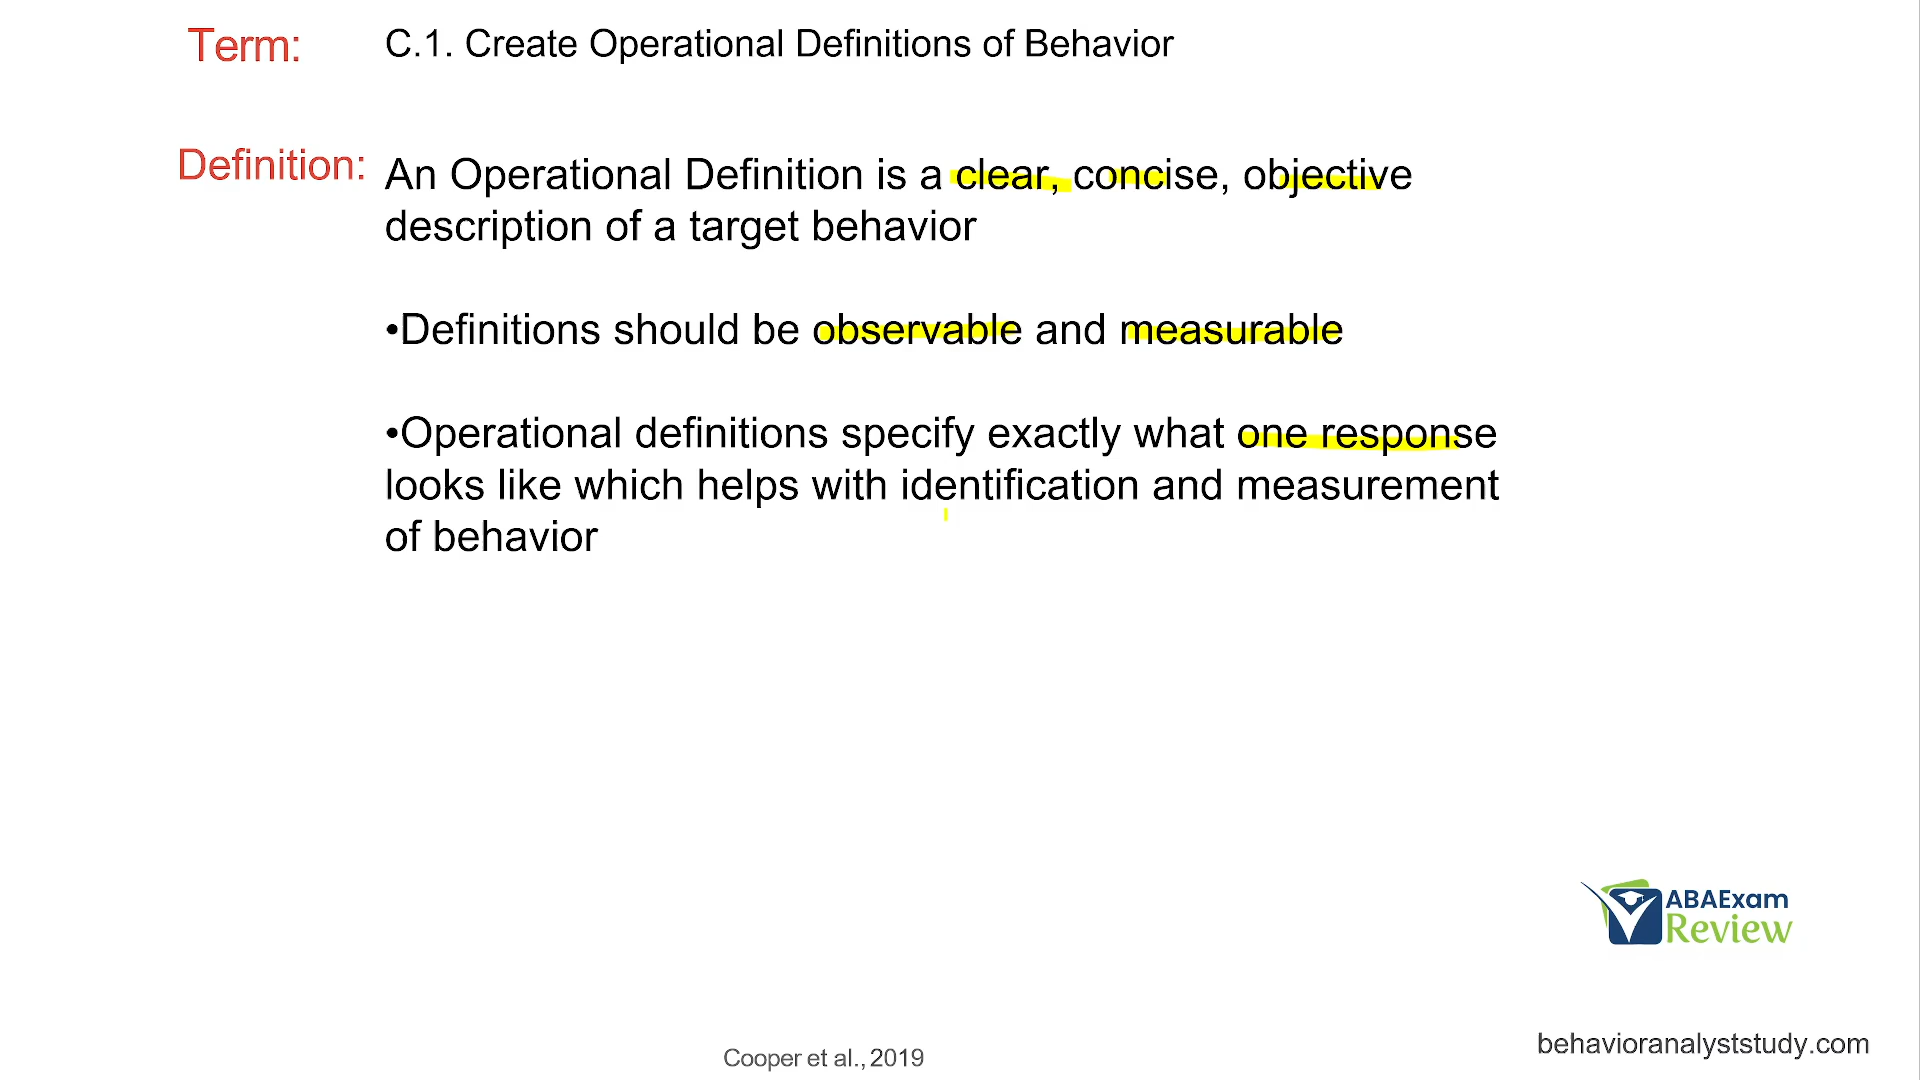 Term: C.1. Create Operational Definitions of Behavior
Definition: An Operational Definition is a clear, concise, objective
description of a target behavior
•Definitions should be observable and measurable
•Operational definitions specify exactly what one response
looks like which helps with identification and measurement
of behavior
ABAExam
Review
Cooper et al., 2019
behavioranalyststudy.com